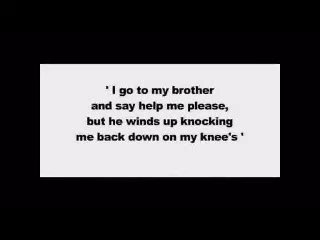 ' I go to my brother
and say help me please,
but he winds up knocking
me back down on my knee's '